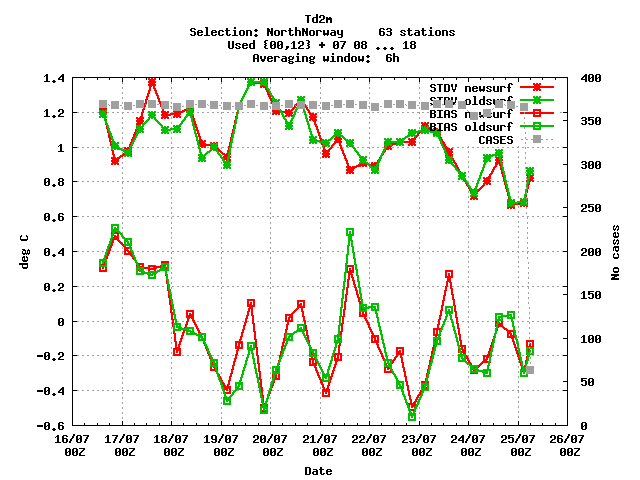 Td2m
Selection: NorthNorway 63 stations
Used {00,12} + 07 08 ... 18
Averaging window: 6h
STDV newsurf
STDV oldsurf
BIAS newsurf
BIAS oldsurf
CASES
deg C
1.4
1.2
1
0.8
0.6
0.4
0.2
0
-0.2
-0.4
-0.6
No cases
400
350
300
250
200
150
100
50
0
16/07 17/07 18/07 19/07 20/07 21/07 22/07 23/07 24/07 25/07 26/07
00Z 00Z 00Z 00Z 00Z 00Z 00Z 00Z 00Z 00Z 00Z
Date